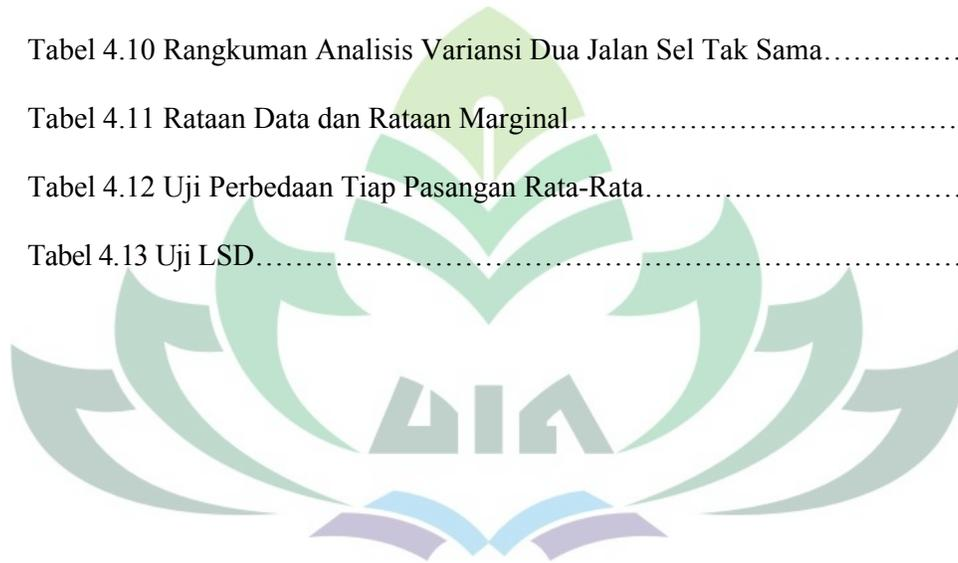 Tabel 4.10 Rangkuman Analisis Variansi Dua Jalan Sel Tak Sama……………
Tabel 4.11 Rataan Data dan Rataan Marginal…………………………………
Tabel 4.12 Uji Perbedaan Tiap Pasangan Rata-Rata……………………………
Tabel 4.13 Uji LSD………………………………………………………………
UIN